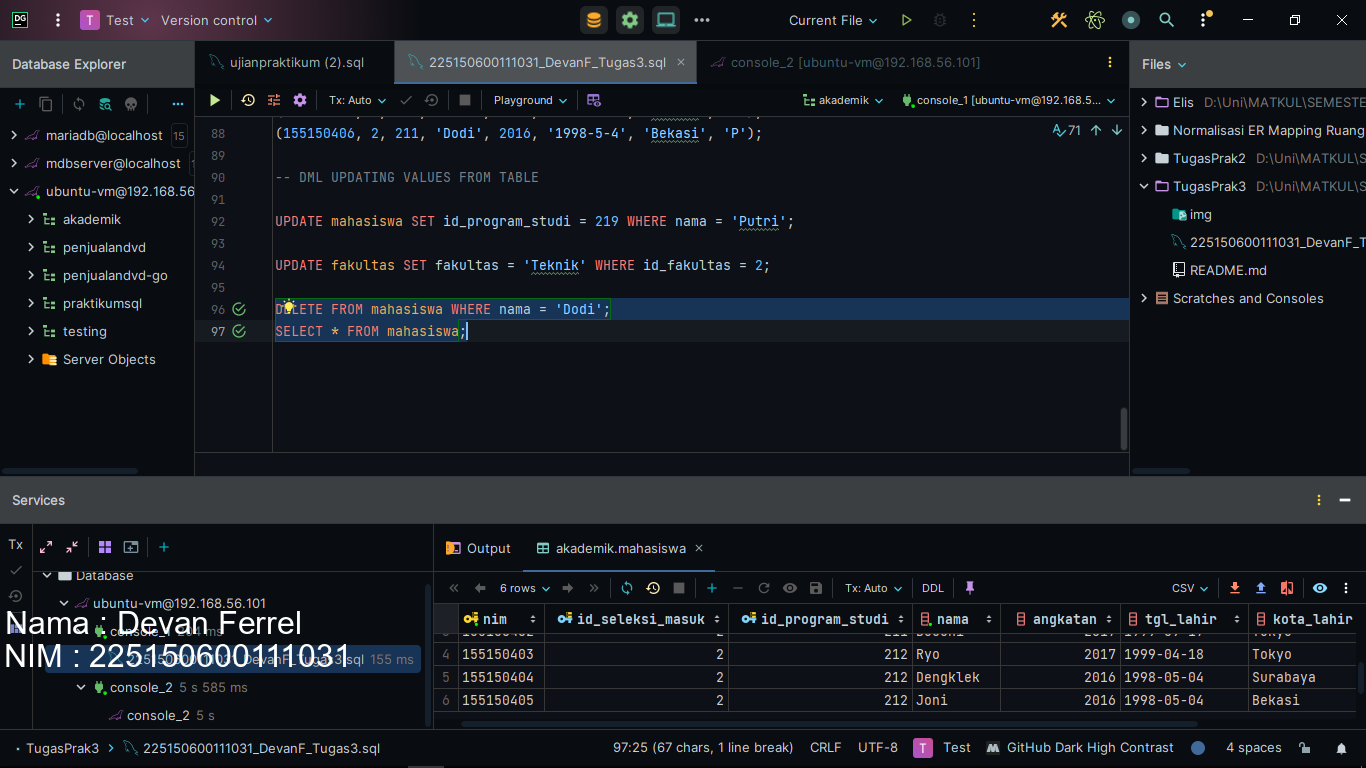 DG
T Test Version control Current File
Database Explorer
ujianpraktikum (2).sql 225150600111031_DevanF_Tugas3.sql console_2 [ubuntu-vm@192.168.56.101]
Files
Tx: Auto Playground akademik console_1 [ubuntu-vm@192.168.5...
mariadb@localhost 15
mdbserver@localhost
ubuntu-vm@192.168.56
akademik
penjualandvd
penjualandvd-go
praktikumsql
testing
Server Objects
88 (155150406, 2, 211, 'Dodi', 2016, '1998-5-4', 'Bekasi', 'P');
71
89
90 -- DML UPDATING VALUES FROM TABLE
91
92 UPDATE mahasiswa SET id_program_studi = 219 WHERE nama = 'Putri';
93
94 UPDATE fakultas SET fakultas = 'Teknik' WHERE id_fakultas = 2;
95
96 DELETE FROM mahasiswa WHERE nama = 'Dodi';
97 SELECT * FROM mahasiswa;
Elis D:\Uni\MATKUL\SEMESTE
Normalisasi ER Mapping Ruang
TugasPrak2 D:\Uni\MATKUL\S
TugasPrak3 D:\Uni\MATKUL\S
img
225150600111031_DevanF_T
README.md
Scratches and Consoles
Services
Tx
Database
ubuntu-vm@192.168.56.101
Nama : Devan Ferrel
NIM : 225150600111031
155 ms
console_2 5 s 585 ms
console_2 5 s
Output akademik.mahasiswa
6 rows Tx: Auto DDL CSV
nim id_seleksi_masuk id_program_studi nama angkatan tgl_lahir kota_lahir
4 155150403 2 212 Ryo 2017 1999-04-18 Tokyo
5 155150404 2 212 Dengklek 2016 1998-05-04 Surabaya
6 155150405 2 212 Joni 2016 1998-05-04 Bekasi
TugasPrak3 225150600111031_DevanF_Tugas3.sql 97:25 (67 chars, 1 line break) CRLF UTF-8 T Test GitHub Dark High Contrast 4 spaces